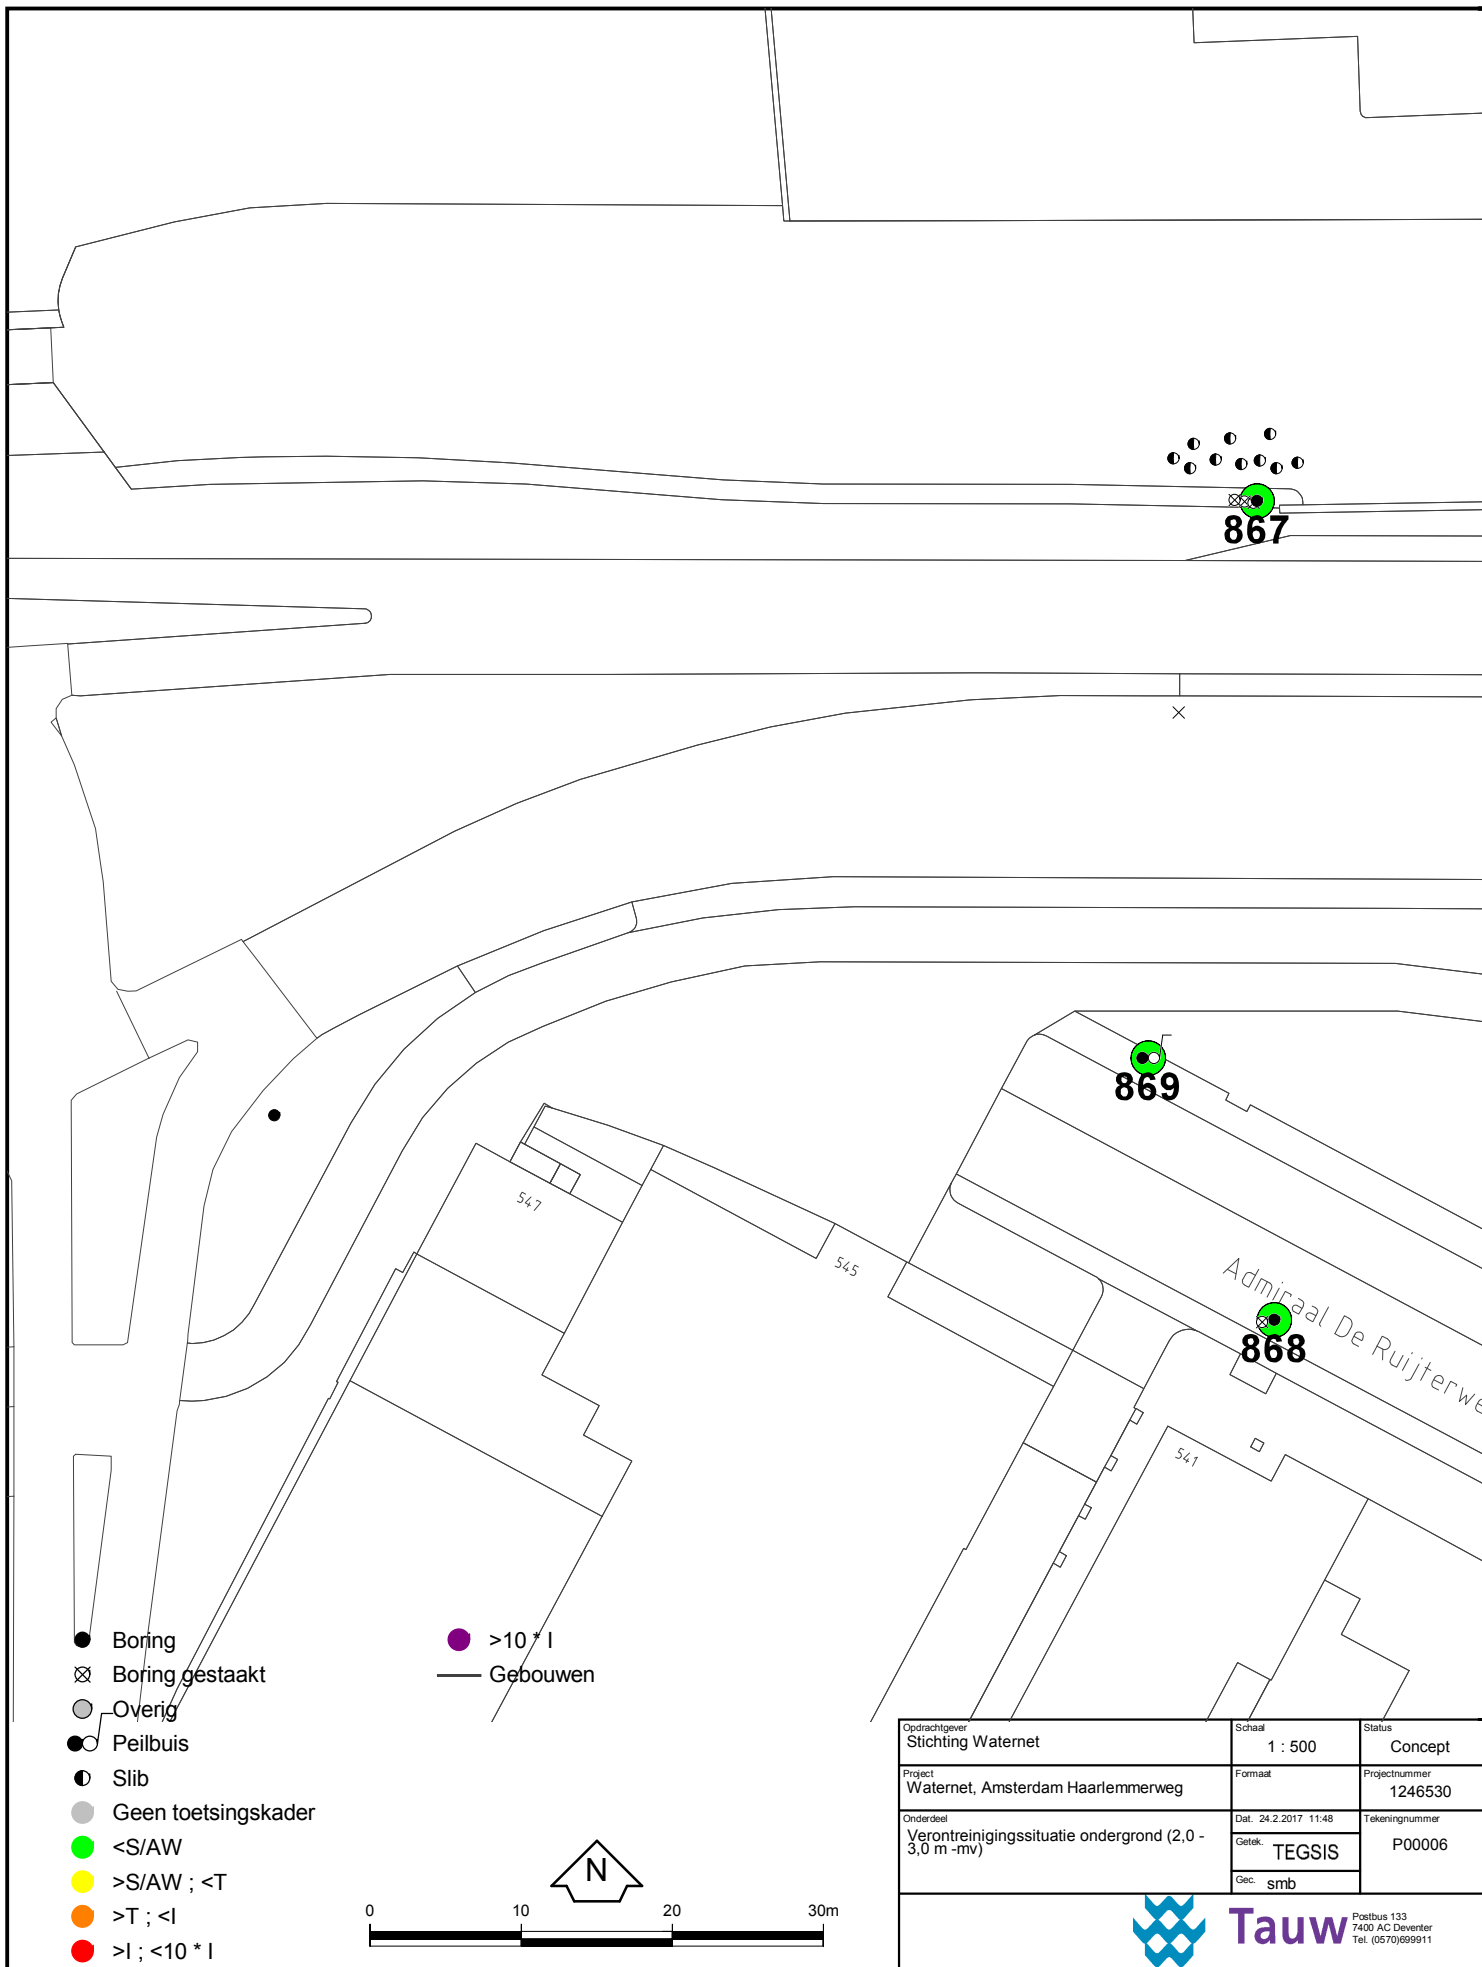 867
869
547
545
Admiraal De Ruijterwe
868
541
Boring
Boring gestaakt
Overig
Peilbuis
Slib
Geen toetsingskader
<S/AW
>S/AW ; <T
>T ; <I
>I ; <10 * I
>10 * I
Gebouwen
N
0 10 20 30m
Opdrachtgever
Stichting Waternet
Schaal
1 : 500
Status
Concept
Project
Waternet, Amsterdam Haarlemmerweg
Formaat
Projectnummer
1246530
Onderdeel
Verontreinigingssituatie ondergrond (2,0 -
3,0 m -mv)
Dat. 24.2.2017 11:48
Getek. TEGSIS
Gec. smb
Tekeningnummer
P00006
Tauw
Postbus 133
7400 AC Deventer
Tel. (0570)699911